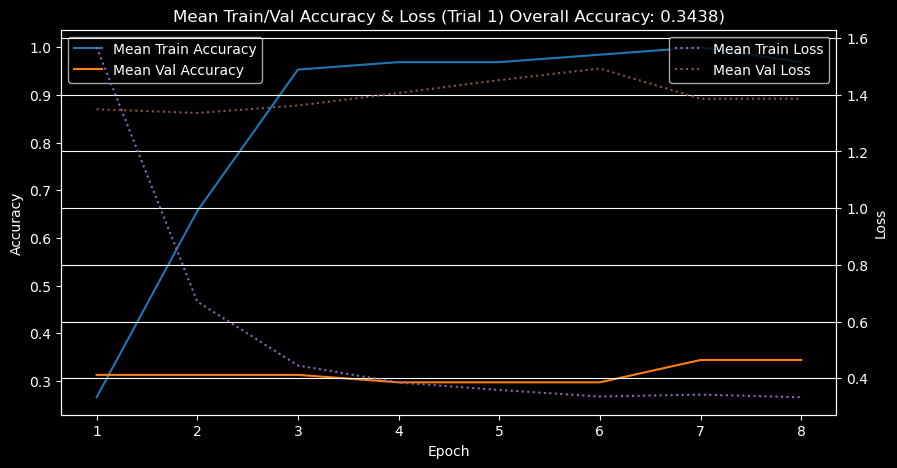 Mean Train/Val Accuracy & Loss (Trial 1) Overall Accuracy: 0.3438)
Mean Train Accuracy
Mean Val Accuracy
Mean Train Loss
Mean Val Loss
1.0
0.9
0.8
0.7
0.6
0.5
0.4
0.3
Accuracy
1.6
1.4
1.2
1.0
0.8
0.6
0.4
Loss
1 2 3 4 5 6 7 8
Epoch